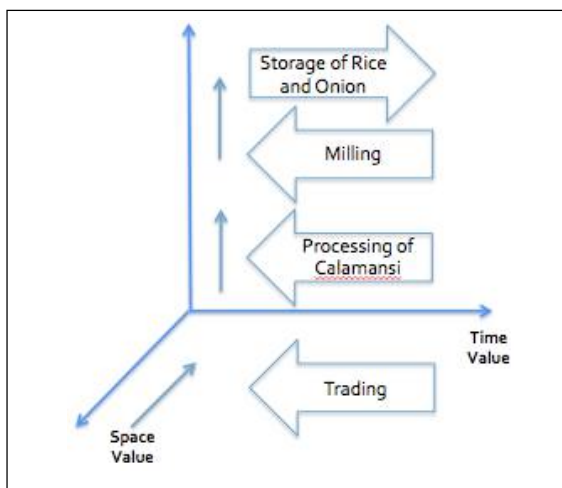 Storage of Rice
and Onion
Milling
Processing of
Calamansi
Time
Value
Trading
Space
Value